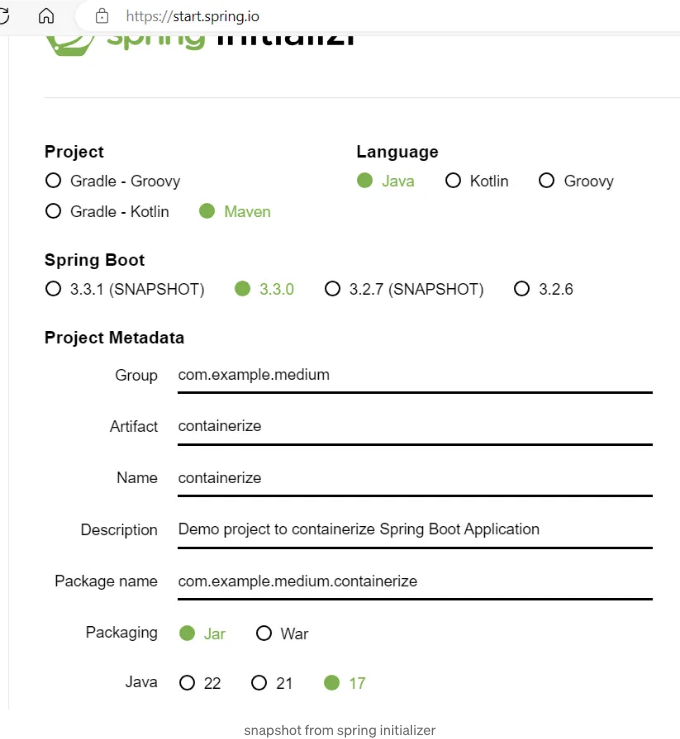 https://start.spring.io
spring initializr
Project
Language
Gradle - Groovy
Java Kotlin Groovy
Gradle - Kotlin Maven
Spring Boot
3.3.1 (SNAPSHOT) 3.3.0 3.2.7 (SNAPSHOT) 3.2.6
Project Metadata
Group com.example.medium
Artifact containerize
Name containerize
Description Demo project to containerize Spring Boot Application
Package name com.example.medium.containerize
Packaging Jar War
Java 22 21 17
snapshot from spring initializer